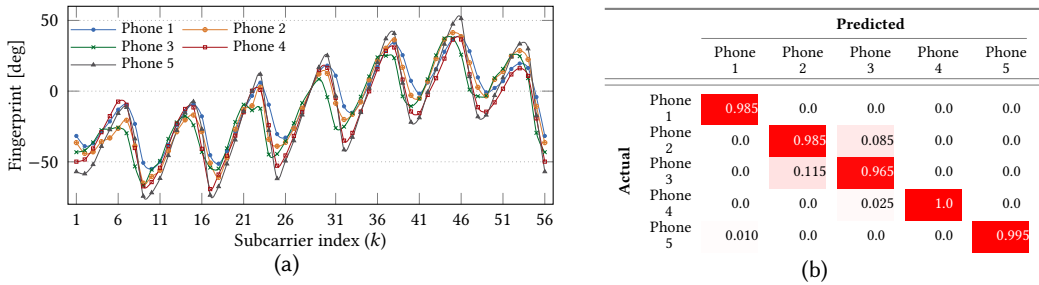 50
0
−50
Fingerprint [deg]
Phone 1 Phone 2
Phone 3 Phone 4
Phone 5
1 6 11 16 21 26 31 36 41 46 51 56
Subcarrier index (k)
(a)
Predicted
Phone 1 Phone 2 Phone 3 Phone 4 Phone 5
Actual
Phone 1 0.985 0.0 0.0 0.0 0.0
Phone 2 0.0 0.985 0.085 0.0 0.0
Phone 3 0.0 0.115 0.965 0.0 0.0
Phone 4 0.0 0.0 0.025 1.0 0.0
Phone 5 0.010 0.0 0.0 0.0 0.995
(b)